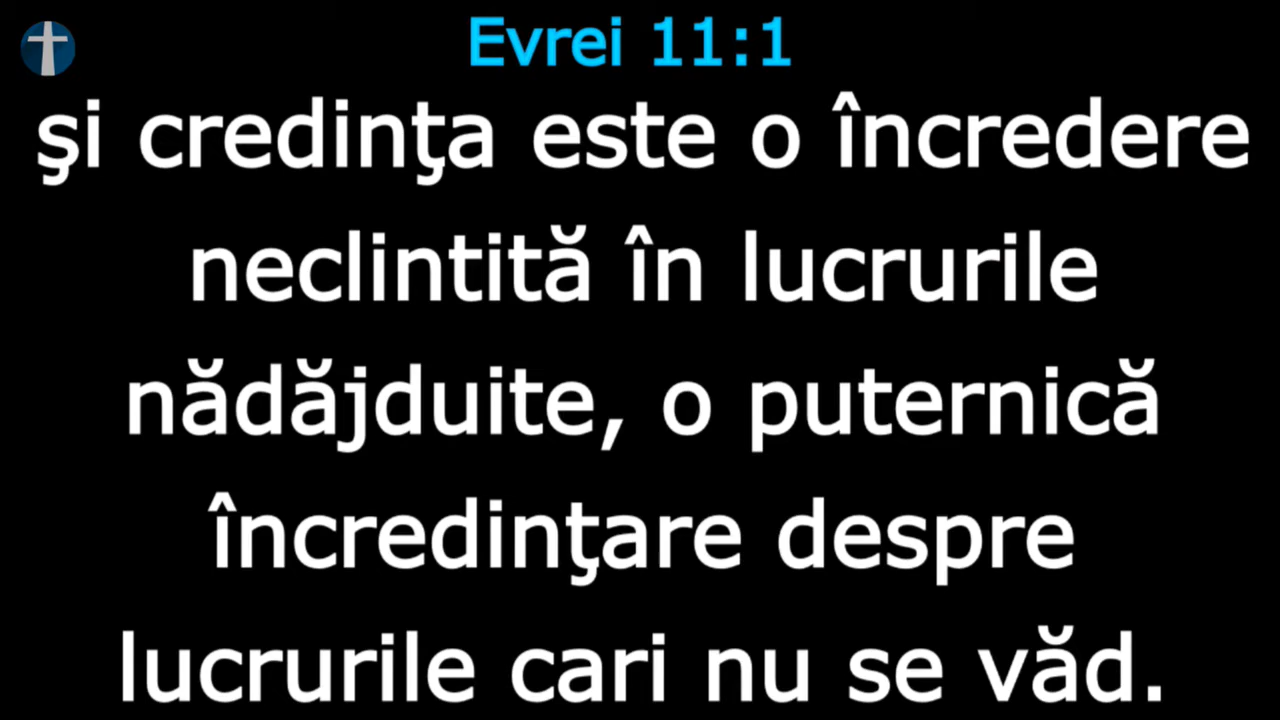 Evrei 11:1
şi credinţa este o încredere
neclintită în lucrurile
nădăjduite, o puternică
încredinţare despre
lucrurile cari nu se văd.